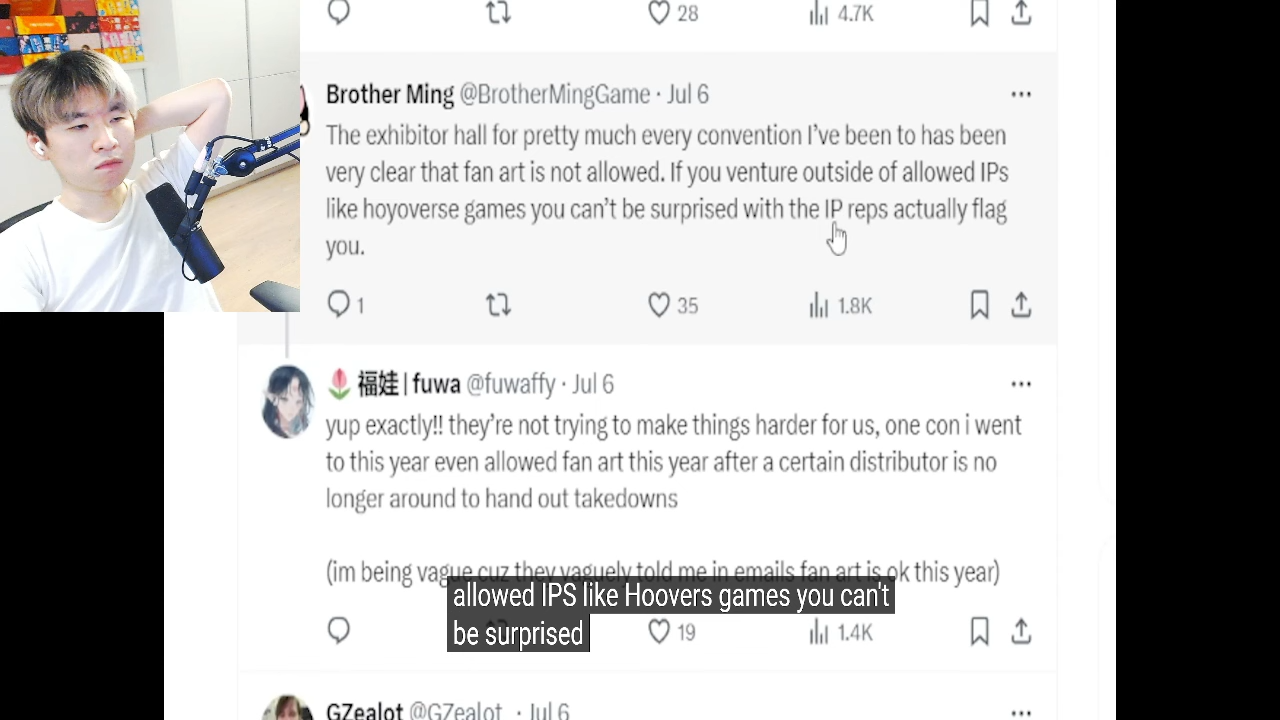 28 4.7K
Brother Ming @BrotherMingGame · Jul 6
The exhibitor hall for pretty much every convention I've been to has been
very clear that fan art is not allowed. If you venture outside of allowed IPs
like hoyoverse games you can't be surprised with the IP reps actually flag
you.
1 35 1.8K
🌷 福娃 | fuwa @fuwaffy · Jul 6
yup exactly!! they're not trying to make things harder for us, one con i went
to this year even allowed fan art this year after a certain distributor is no
longer around to hand out takedowns
(im being vague cuz they vaguely told me in emails fan art is ok this year)
allowed IPS like Hoovers games you can't
be surprised
19 1.4K
GZealot @GZealot_ · Jul 6